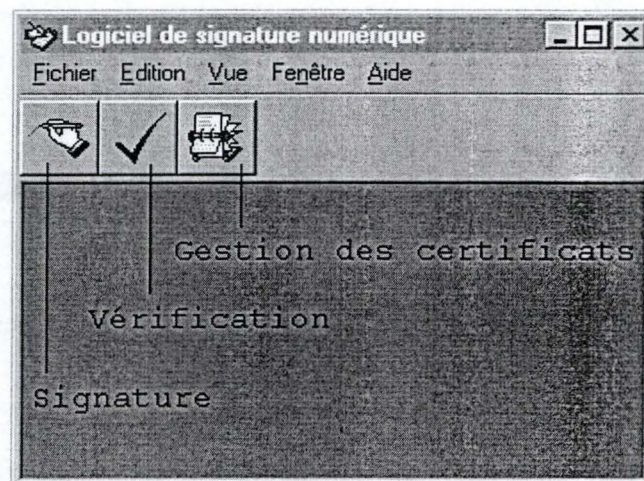 Logiciel de signature numérique
Fichier Edition Vue Fenêtre Aide
Gestion des certificats
Vérification
Signature